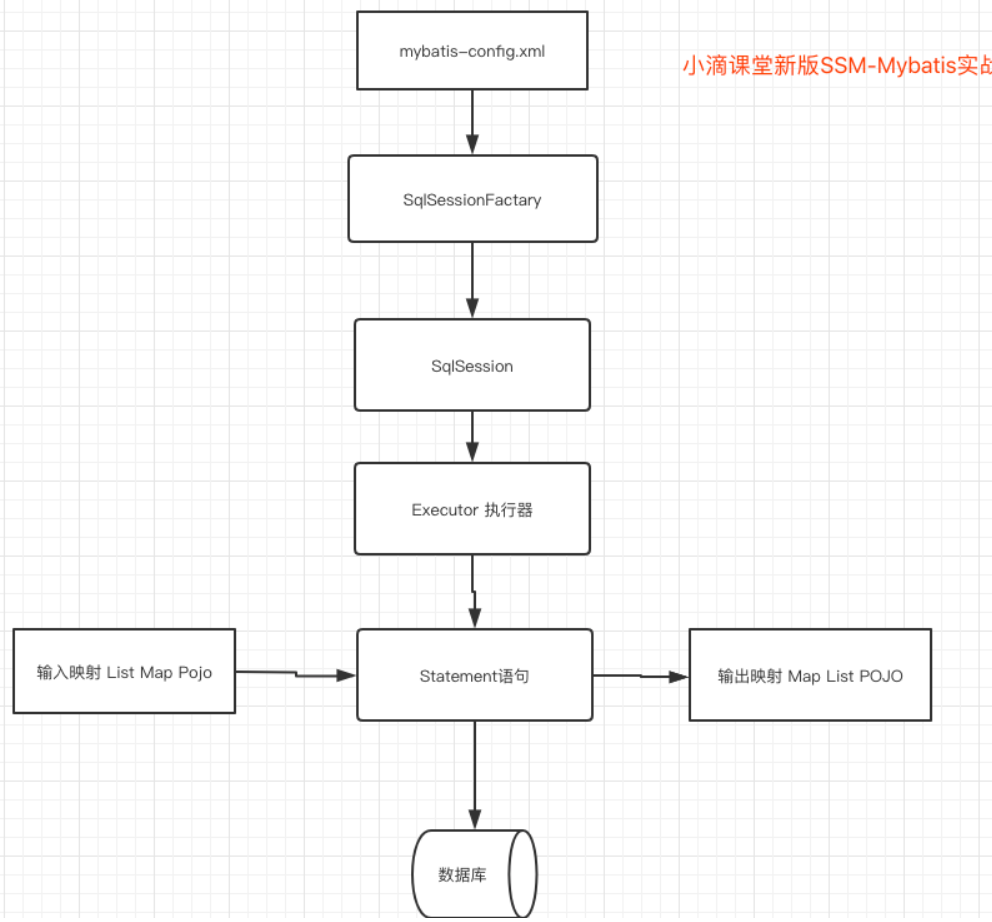 mybatis-config.xml
小滴课堂新版SSM-Mybatis实战
SqlSessionFactary
SqlSession
Executor 执行器
输入映射 List Map Pojo
Statement语句
输出映射 Map List POJO
数据库